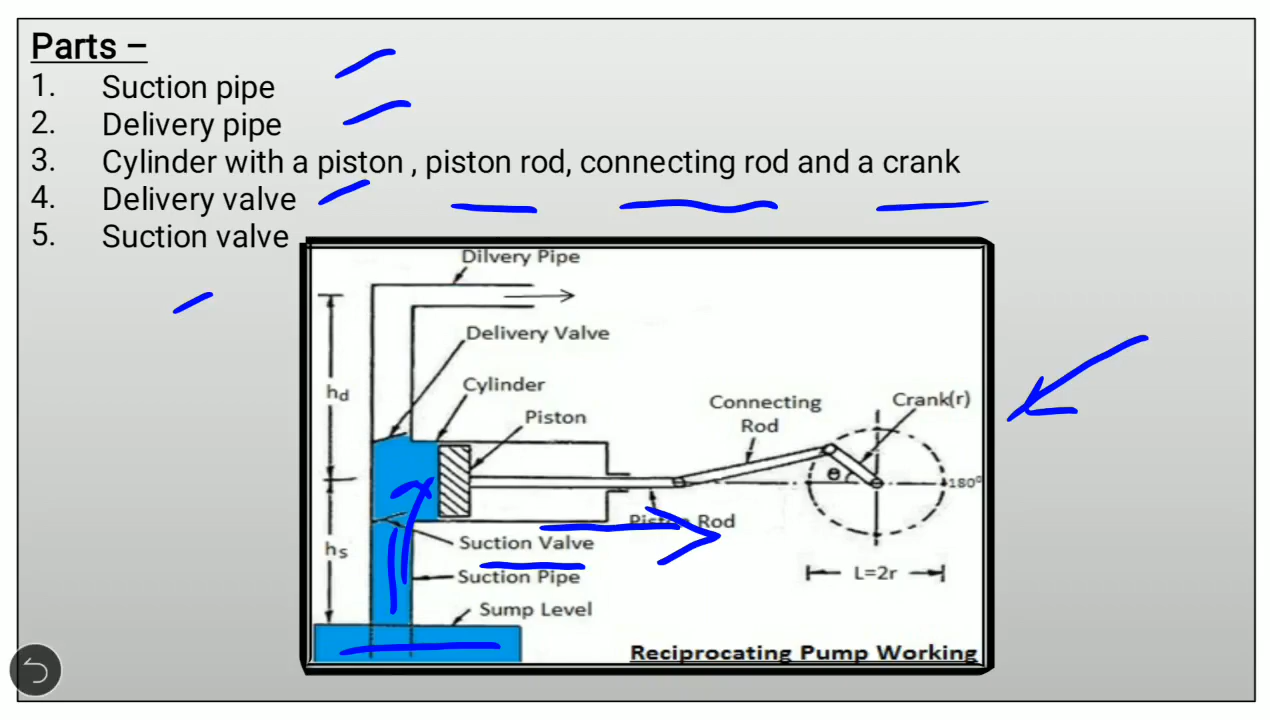 Parts –
1. Suction pipe
2. Delivery pipe
3. Cylinder with a piston , piston rod, connecting rod and a crank
4. Delivery valve
5. Suction valve
Dilvery Pipe
Delivery Valve
hd
Cylinder
Piston
Connecting
Rod
Crank(r)
θ
180⁰
Piston Rod
Suction Valve
hs
Suction Pipe
L=2r
Sump Level
Reciprocating Pump Working